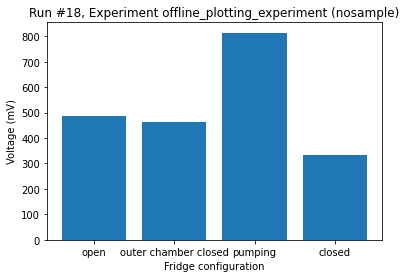 Run #18, Experiment offline_plotting_experiment (nosample)
800
700
600
500
400
300
200
100
0
Voltage (mV)
open outer chamber closed pumping closed
Fridge configuration